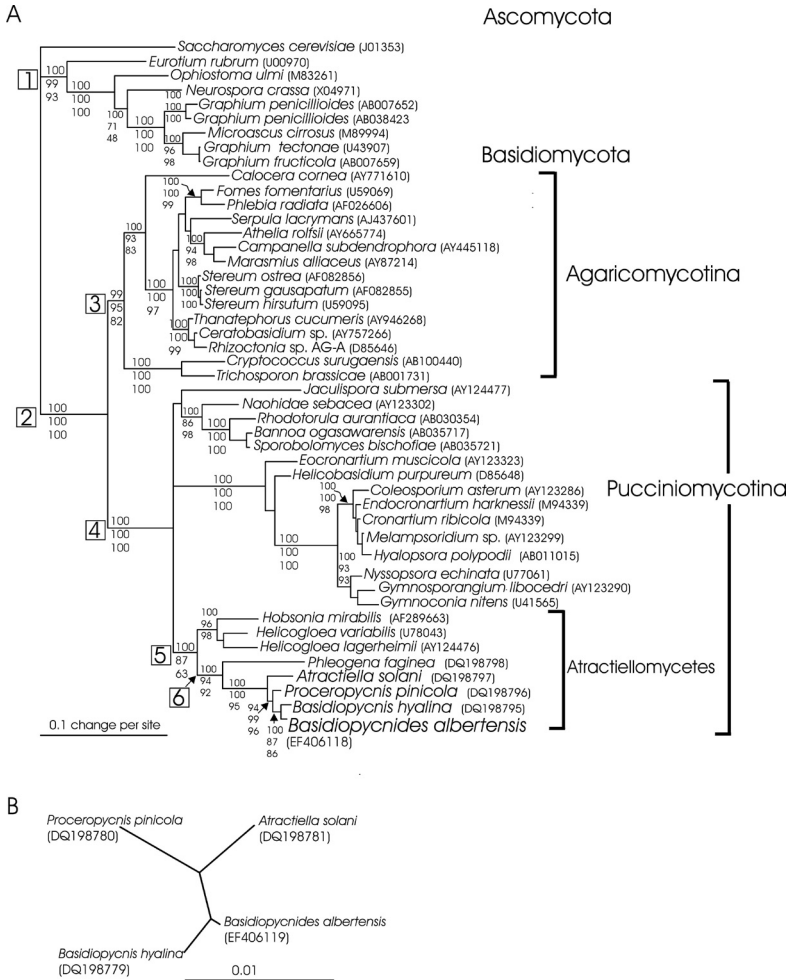 A
Ascomycota
Saccharomyces cerevisiae (J01353)
Eurotium rubrum (U00970)
Ophiostoma ulmi (M83261)
Neurospora crassa (X04971)
Graphium penicillioides (AB007652)
Graphium penicillioides (AB038423
Microascus cirrosus (M89994)
Graphium tectonae (U43907)
Graphium fructicola (AB007659)
1
100
99
93
100
100
100
100
71
48
100
100
100
100
100
100
96
98
Basidiomycota
Calocera cornea (AY771610)
Fomes fomentarius (U59069)
Phlebia radiata (AF026606)
Serpula lacrymans (AJ437601)
Athelia rolfsii (AY665774)
Campanella subdendrophora (AY445118)
Marasmius alliaceus (AY87214)
Stereum ostrea (AF082856)
Stereum gausapatum (AF082855)
Stereum hirsutum (U59095)
Thanatephorus cucumeris (AY946268)
Ceratobasidium sp. (AY757266)
Rhizoctonia sp. AG-A (D85646)
Cryptococcus surugaensis (AB100440)
Trichosporon brassicae (AB001731)
Agaricomycotina
3
99
95
82
100
93
83
100
100
99
100
94
98
100
100
97
100
100
100
100
100
99
100
100
100
2
100
100
100
Jaculispora submersa (AY124477)
Naohidae sebacea (AY123302)
Rhodotorula aurantiaca (AB030354)
Bannoa ogasawarensis (AB035717)
Sporobolomyces bischofiae (AB035721)
Eocronartium muscicola (AY123323)
Helicobasidium purpureum (D85648)
Coleosporium asterum (AY123286)
Endocronartium harknessii (M94339)
Cronartium ribicola (M94339)
Melampsoridium sp. (AY123299)
Hyalopsora polypodii (AB011015)
Nyssopsora echinata (U77061)
Gymnosporangium libocedri (AY123290)
Gymnoconia nitens (U41565)
Pucciniomycotina
4
100
100
100
100
86
98
100
100
100
100
100
100
100
100
98
100
100
100
100
93
93
Hobsonia mirabilis (AF289663)
Helicogloea variabilis (U78043)
Helicogloea lagerheimii (AY124476)
Phleogena faginea (DQ198798)
Atractiella solani (DQ198797)
Proceropycnis pinicola (DQ198796)
Basidiopycnis hyalina (DQ198795)
Basidiopycnides albertensis
(EF406118)
Atractiellomycetes
5
100
87
63
100
96
98
6
100
94
92
100
100
95
94
99
96
100
87
86
0.1 change per site
B
Proceropycnis pinicola
(DQ198780)
Atractiella solani
(DQ198781)
Basidiopycnides albertensis
(EF406119)
Basidiopycnis hyalina
(DQ198779)
0.01